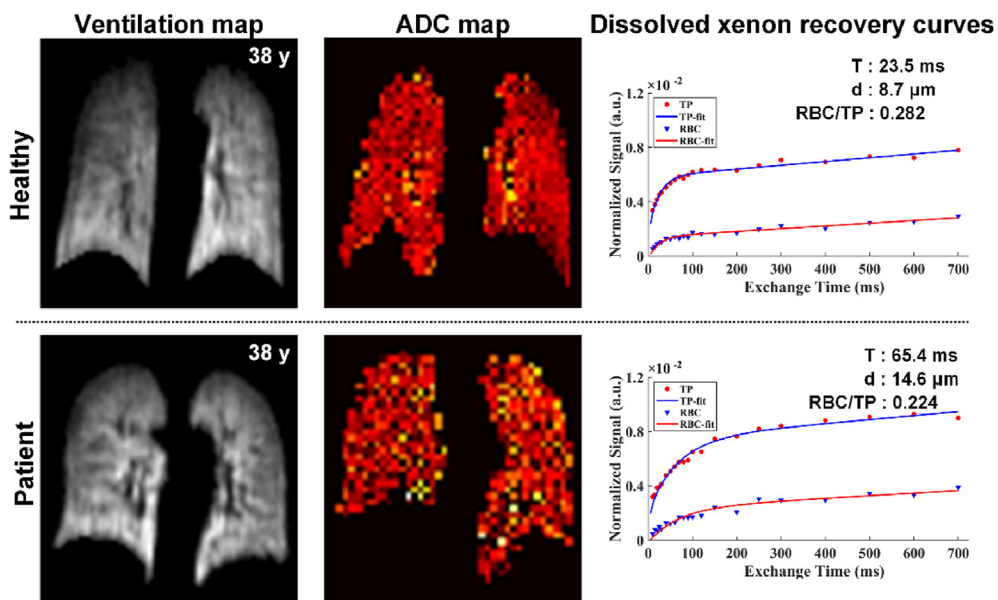 Ventilation map
ADC map
Dissolved xenon recovery curves
Healthy
38 y
T : 23.5 ms
d : 8.7 µm
RBC/TP : 0.282
×10⁻²
1.2
0.8
0.4
0
Normalized Signal (a.u.)
TP
TP-fit
RBC
RBC-fit
0 100 200 300 400 500 600 700
Exchange Time (ms)
Patient
38 y
T : 65.4 ms
d : 14.6 µm
RBC/TP : 0.224
×10⁻²
1.2
0.8
0.4
0
Normalized Signal (a.u.)
TP
TP-fit
RBC
RBC-fit
0 100 200 300 400 500 600 700
Exchange Time (ms)